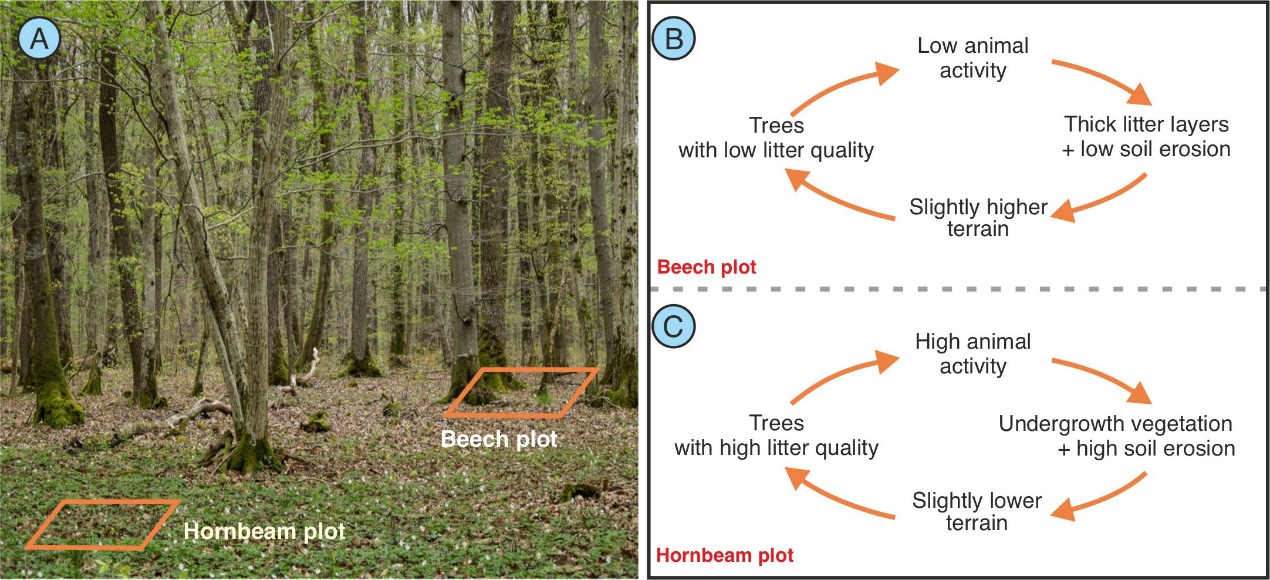 A
Beech plot
Hornbeam plot
B
Low animal
activity
Thick litter layers
+ low soil erosion
Slightly higher
terrain
Trees
with low litter quality
Beech plot
C
High animal
activity
Undergrowth vegetation
+ high soil erosion
Slightly lower
terrain
Trees
with high litter quality
Hornbeam plot